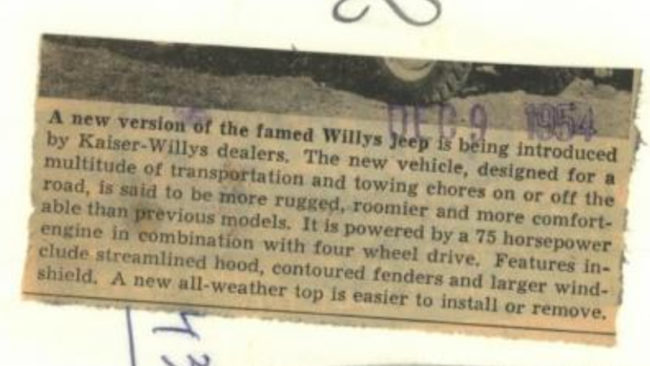 DEC 9 1954
A new version of the famed Willys Jeep is being introduced
by Kaiser-Willys dealers. The new vehicle, designed for a
multitude of transportation and towing chores on or off the
road, is said to be more rugged, roomier and more comfort-
able than previous models. It is powered by a 75 horsepower
engine in combination with four wheel drive. Features in-
clude streamlined hood, contoured fenders and larger wind-
shield. A new all-weather top is easier to install or remove.